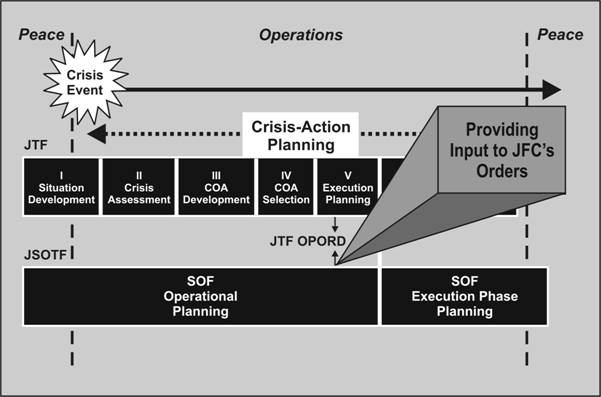 Peace
Operations
Peace
Crisis
Event
Crisis-Action
Planning
Providing
Input to JFC's
Orders
JTF
I
Situation
Development
II
Crisis
Assessment
III
COA
Development
IV
COA
Selection
V
Execution
Planning
JTF OPORD
JSOTF
SOF
Operational
Planning
SOF
Execution Phase
Planning